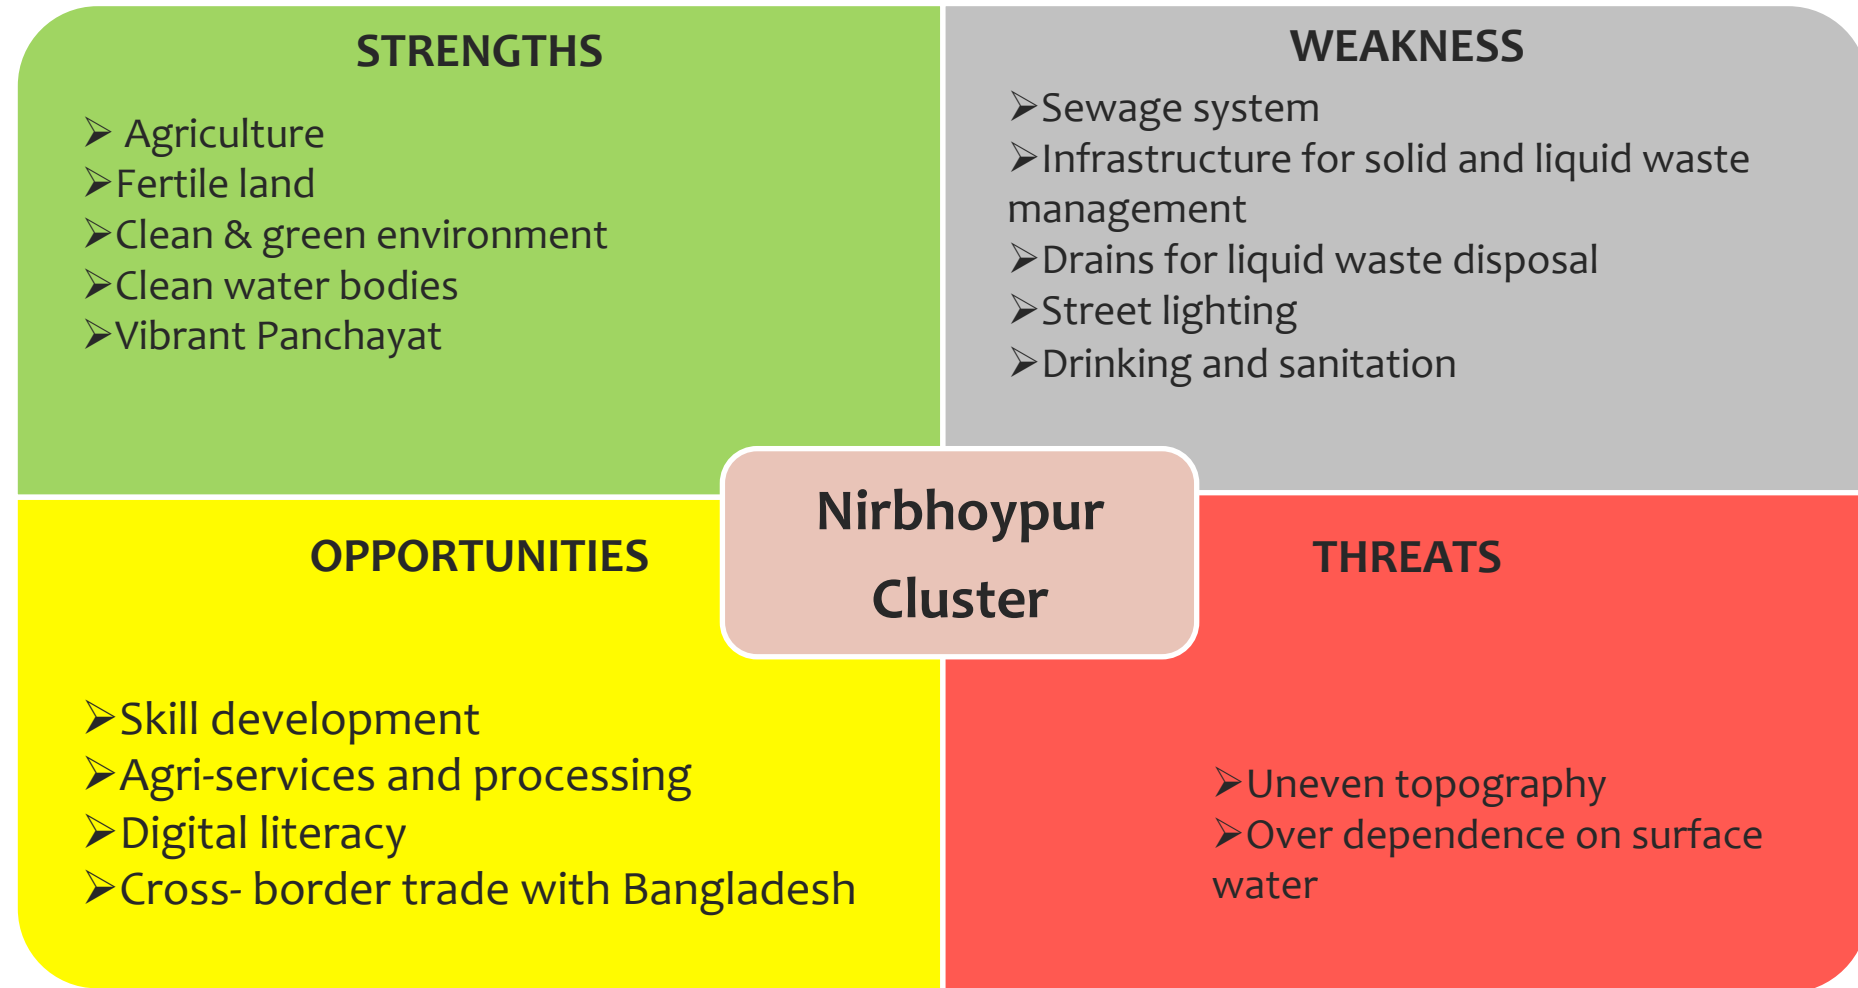 STRENGTHS
➢ Agriculture
➢Fertile land
➢Clean & green environment
➢Clean water bodies
➢Vibrant Panchayat
WEAKNESS
➢Sewage system
➢Infrastructure for solid and liquid waste
management
➢Drains for liquid waste disposal
➢Street lighting
➢Drinking and sanitation
Nirbhoypur
Cluster
OPPORTUNITIES
➢Skill development
➢Agri-services and processing
➢Digital literacy
➢Cross- border trade with Bangladesh
THREATS
➢Uneven topography
➢Over dependence on surface
water